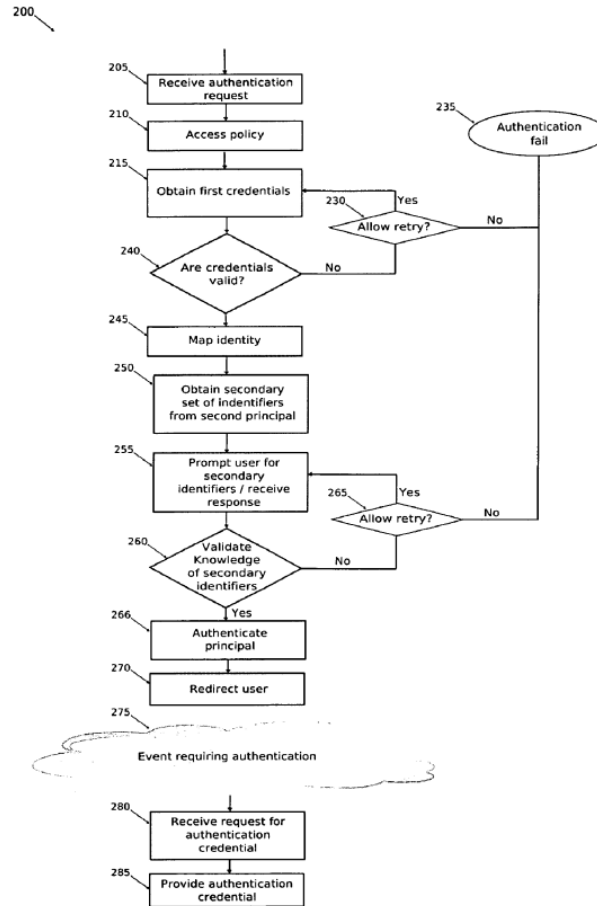 200
205
Receive authentication
request
210
Access policy
235
Authentication
fail
215
Obtain first credentials
230
Yes
Allow retry?
No
240
Are credentials
valid?
No
245
Map identity
250
Obtain secondary
set of indentifiers
from second principal
255
Prompt user for
secondary
identifiers / receive
response
Yes
265
Allow retry?
No
260
Validate
Knowledge
of secondary
identifiers
No
Yes
266
Authenticate
principal
270
Redirect user
275
Event requiring authentication
280
Receive request for
authentication
credential
285
Provide authentication
credential